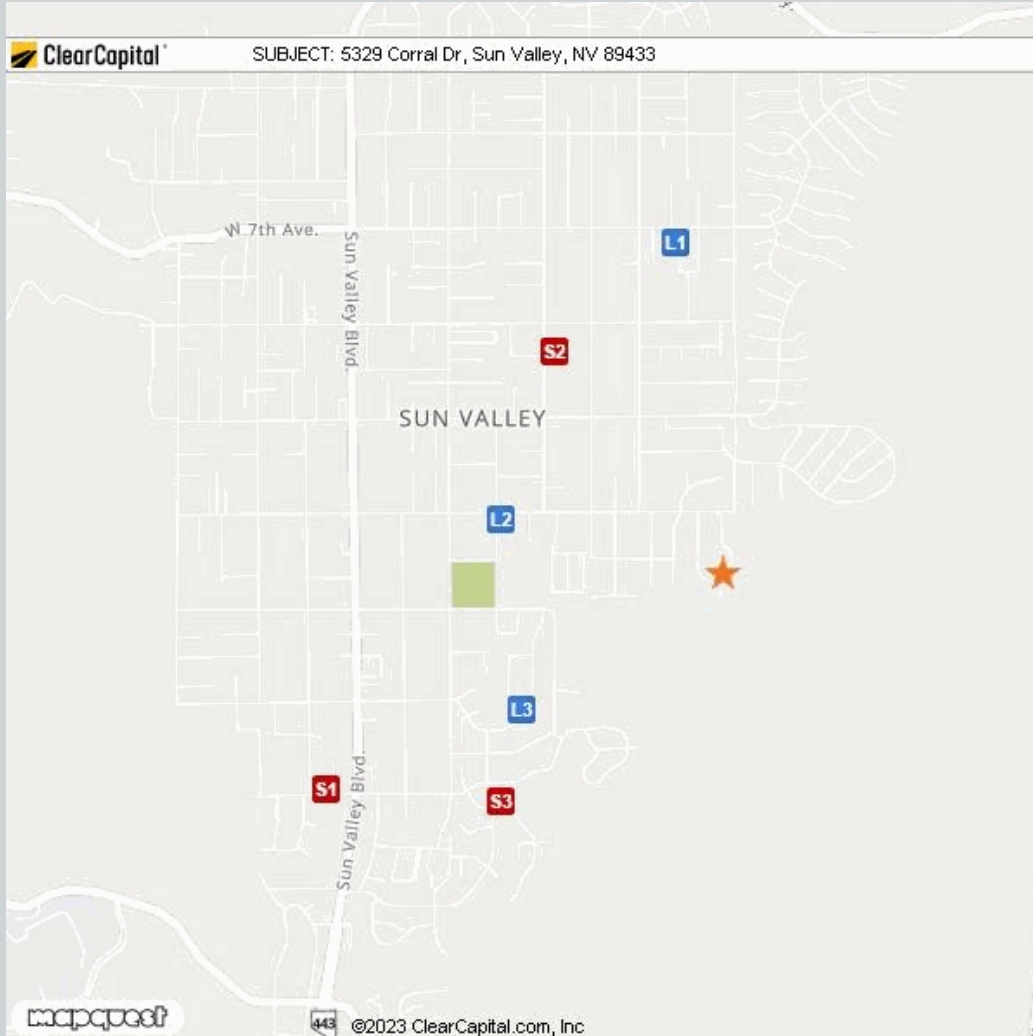 ClearCapital
SUBJECT: 5329 Corral Dr, Sun Valley, NV 89433
W 7th Ave.
Sun Valley Blvd.
L1
S2
SUN VALLEY
L2
L3
S1
S3
Sun Valley Blvd.
mapquest
443
©2023 ClearCapital.com, Inc